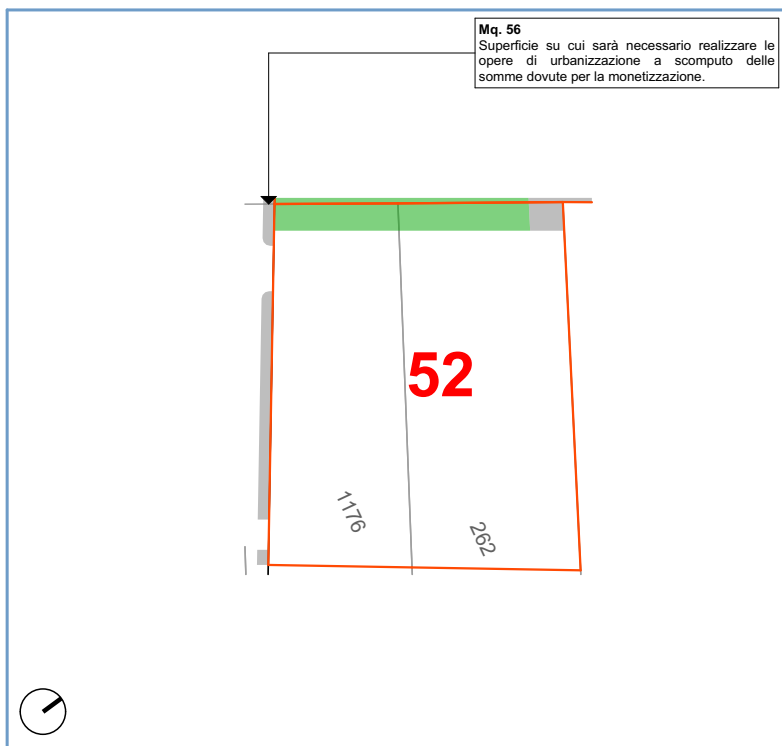 Mq. 56
Superficie su cui sarà necessario realizzare le
opere di urbanizzazione a scomputo delle
somme dovute per la monetizzazione.
52
1176
262